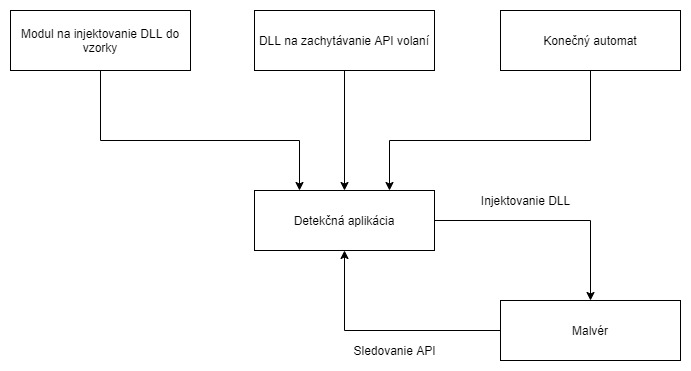 Modul na injektovanie DLL do
vzorky
DLL na zachytávanie API volaní
Konečný automat
Detekčná aplikácia
Injektovanie DLL
Malvér
Sledovanie API